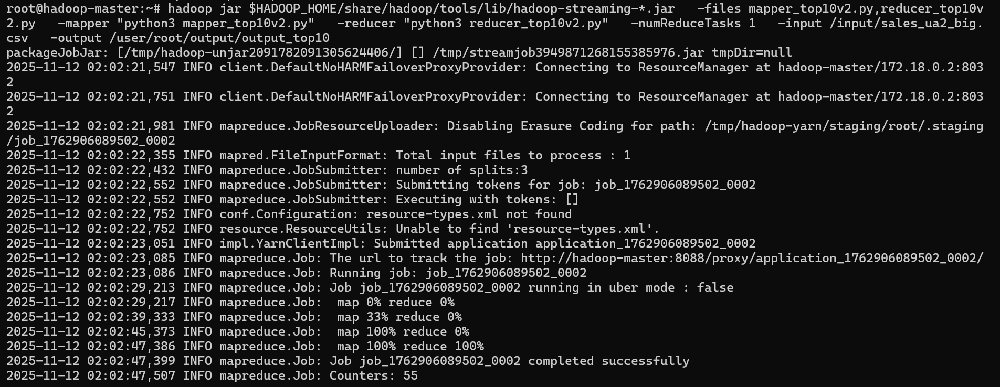 root@hadoop-master:~# hadoop jar $HADOOP_HOME/share/hadoop/tools/lib/hadoop-streaming-*.jar   -files mapper_top10v2.py,reducer_top10v
2.py   -mapper "python3 mapper_top10v2.py"   -reducer "python3 reducer_top10v2.py"   -numReduceTasks 1   -input /input/sales_ua2_big.
csv   -output /user/root/output/output_top10
packageJobJar: [/tmp/hadoop-unjar2091782091305624406/] [] /tmp/streamjob3949871268155385976.jar tmpDir=null
2025-11-12 02:02:21,547 INFO client.DefaultNoHARMFailoverProxyProvider: Connecting to ResourceManager at hadoop-master/172.18.0.2:803
2
2025-11-12 02:02:21,751 INFO client.DefaultNoHARMFailoverProxyProvider: Connecting to ResourceManager at hadoop-master/172.18.0.2:803
2
2025-11-12 02:02:21,981 INFO mapreduce.JobResourceUploader: Disabling Erasure Coding for path: /tmp/hadoop-yarn/staging/root/.staging
/job_1762906089502_0002
2025-11-12 02:02:22,355 INFO mapred.FileInputFormat: Total input files to process : 1
2025-11-12 02:02:22,432 INFO mapreduce.JobSubmitter: number of splits:3
2025-11-12 02:02:22,552 INFO mapreduce.JobSubmitter: Submitting tokens for job: job_1762906089502_0002
2025-11-12 02:02:22,552 INFO mapreduce.JobSubmitter: Executing with tokens: []
2025-11-12 02:02:22,752 INFO conf.Configuration: resource-types.xml not found
2025-11-12 02:02:22,752 INFO resource.ResourceUtils: Unable to find 'resource-types.xml'.
2025-11-12 02:02:23,051 INFO impl.YarnClientImpl: Submitted application application_1762906089502_0002
2025-11-12 02:02:23,085 INFO mapreduce.Job: The url to track the job: http://hadoop-master:8088/proxy/application_1762906089502_0002/
2025-11-12 02:02:23,086 INFO mapreduce.Job: Running job: job_1762906089502_0002
2025-11-12 02:02:29,213 INFO mapreduce.Job: Job job_1762906089502_0002 running in uber mode : false
2025-11-12 02:02:29,217 INFO mapreduce.Job:  map 0% reduce 0%
2025-11-12 02:02:39,333 INFO mapreduce.Job:  map 33% reduce 0%
2025-11-12 02:02:45,373 INFO mapreduce.Job:  map 100% reduce 0%
2025-11-12 02:02:47,386 INFO mapreduce.Job:  map 100% reduce 100%
2025-11-12 02:02:47,399 INFO mapreduce.Job: Job job_1762906089502_0002 completed successfully
2025-11-12 02:02:47,507 INFO mapreduce.Job: Counters: 55